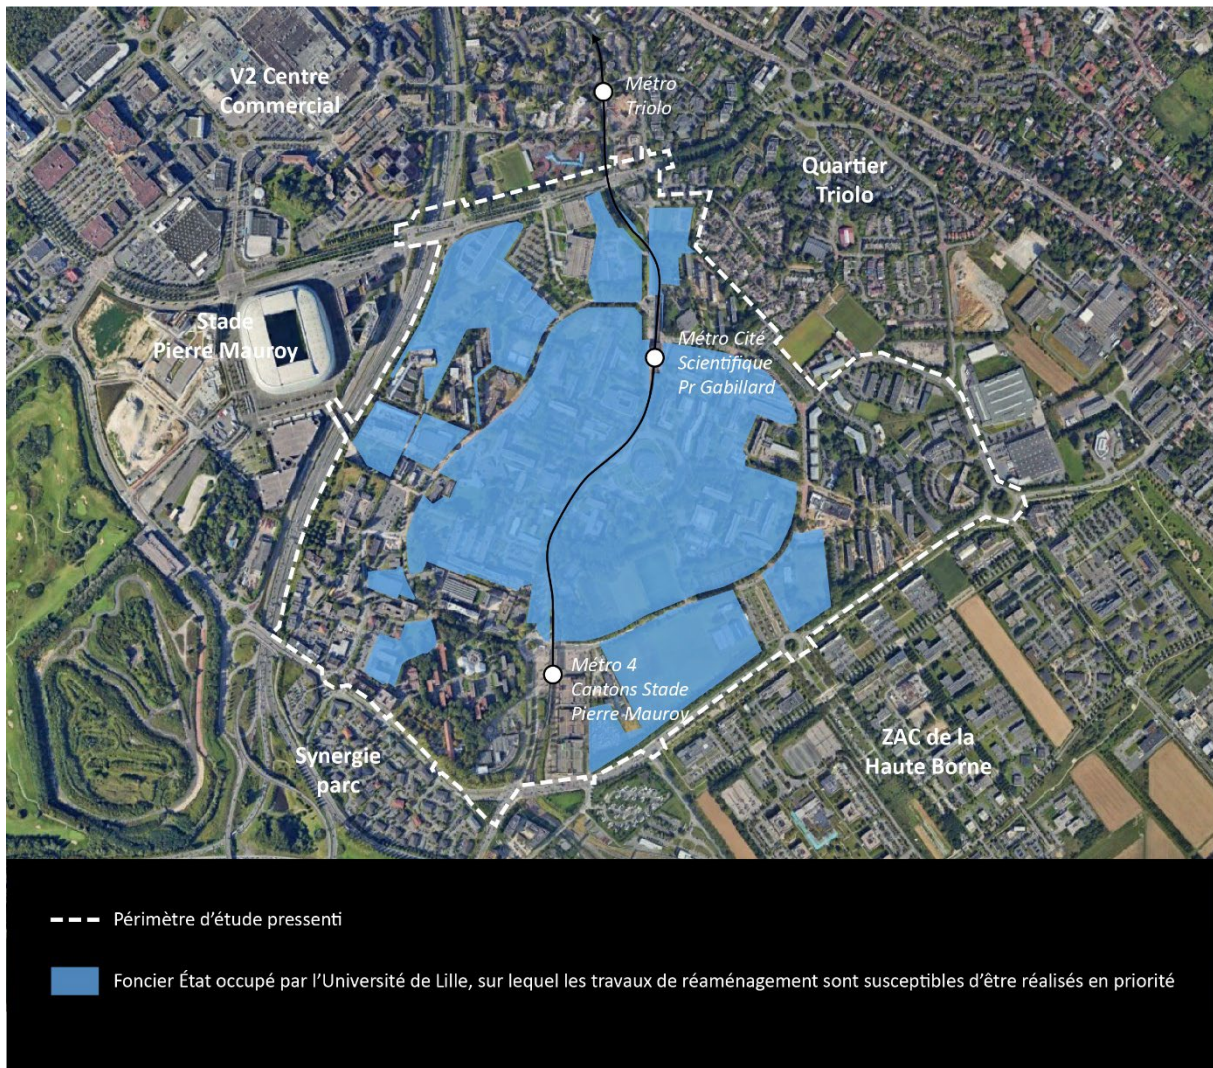 V2 Centre
Commercial
Métro
Triolo
Quartier
Triolo
Stade
Pierre Mauroy
Métro Cité
Scientifique
Pr Gabillard
Métro 4
Cantons Stade
Pierre Mauroy
Synergie
parc
ZAC de la
Haute Borne
Périmètre d'étude pressenti
Foncier État occupé par l'Université de Lille, sur lequel les travaux de réaménagement sont susceptibles d'être réalisés en priorité